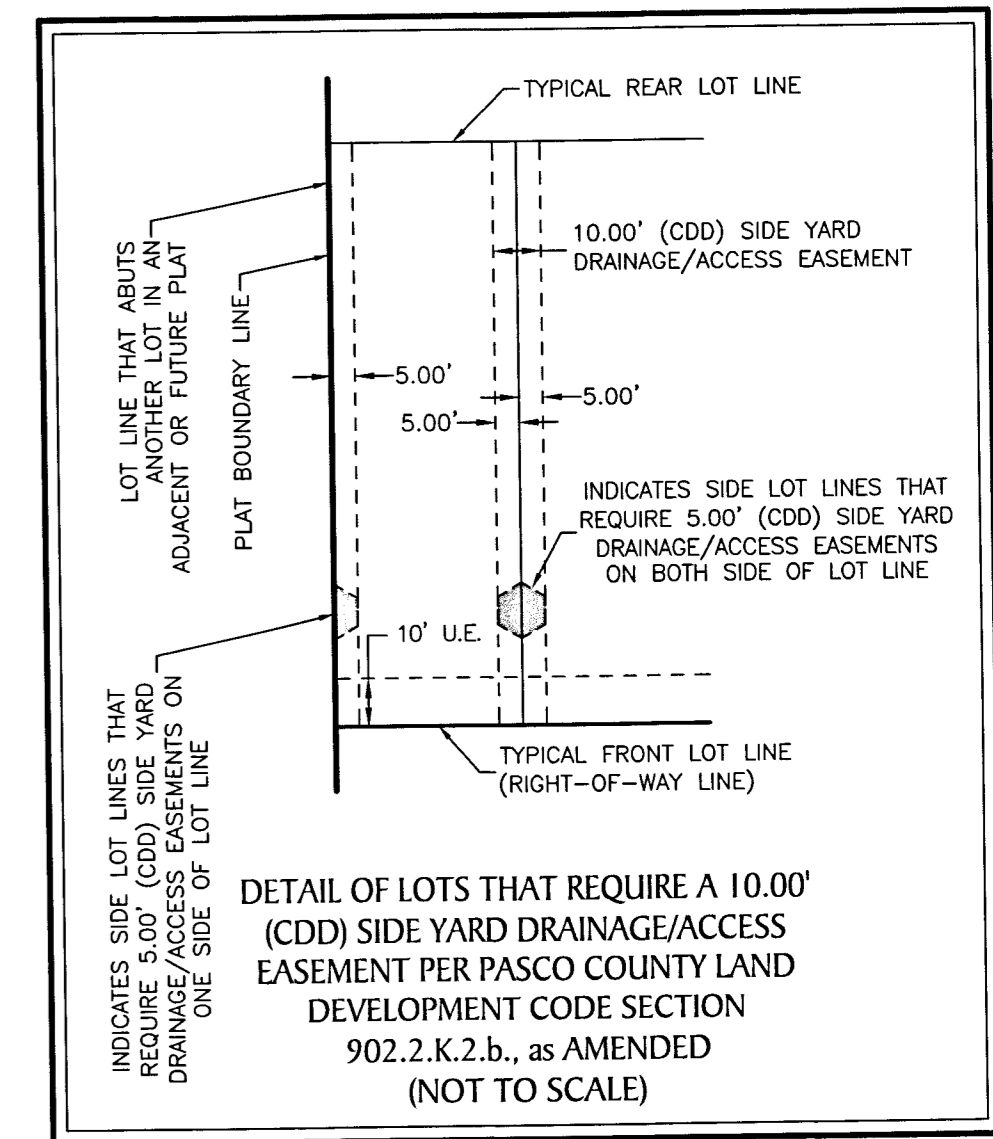 TYPICAL REAR LOT LINE
LOT LINE THAT ABUTS
ANOTHER LOT IN AN
ADJACENT OR FUTURE PLAT
PLAT BOUNDARY LINE
10.00' (CDD) SIDE YARD
DRAINAGE/ACCESS EASEMENT
5.00'
5.00'
5.00'
INDICATES SIDE LOT LINES THAT
REQUIRE 5.00' (CDD) SIDE YARD
DRAINAGE/ACCESS EASEMENTS
ON BOTH SIDE OF LOT LINE
10' U.E.
INDICATES SIDE LOT LINES THAT
REQUIRE 5.00' (CDD) SIDE YARD
DRAINAGE/ACCESS EASEMENTS ON
ONE SIDE OF LOT LINE
TYPICAL FRONT LOT LINE
(RIGHT-OF-WAY LINE)
DETAIL OF LOTS THAT REQUIRE A 10.00'
(CDD) SIDE YARD DRAINAGE/ACCESS
EASEMENT PER PASCO COUNTY LAND
DEVELOPMENT CODE SECTION
902.2.K.2.b., as AMENDED
(NOT TO SCALE)